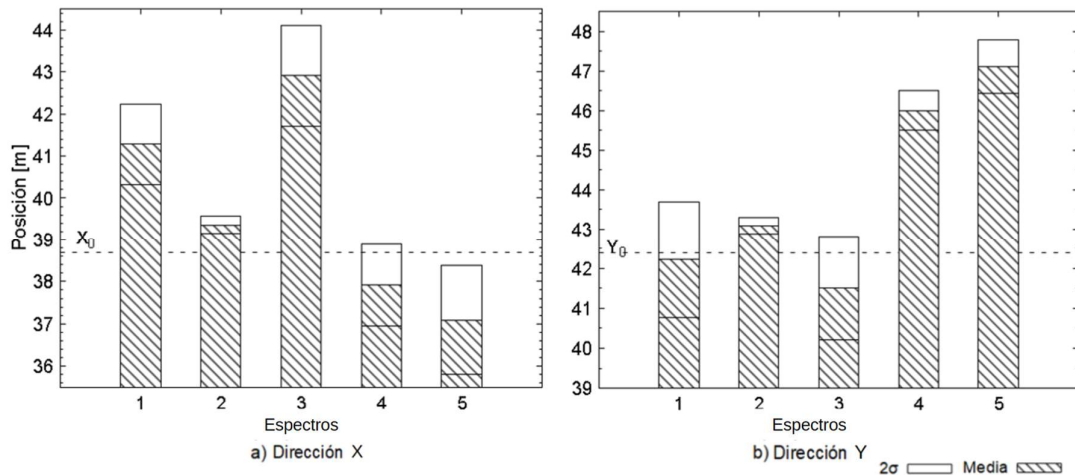 44
43
42
41
40
39
38
37
36
Posición [m]
X₀
1 2 3 4 5
Espectros
a) Dirección X
48
47
46
45
44
43
42
41
40
39
Y₀
1 2 3 4 5
Espectros
b) Dirección Y
2σ Media